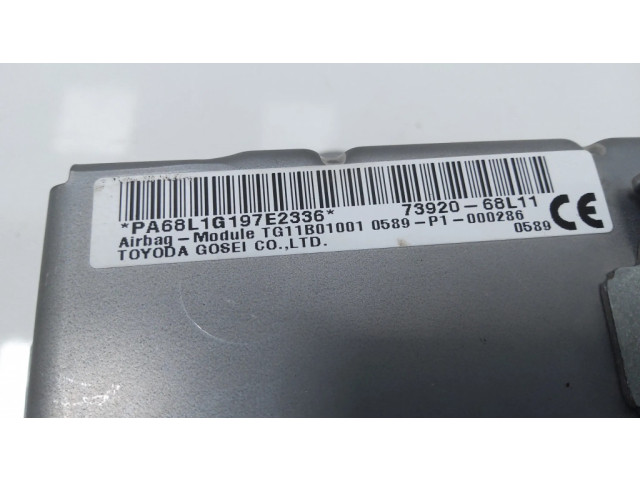 *PA68L1G197E2336* 73920-68L11
Airbag-Module TG11B01001 0589-P1-000286
TOYODA GOSEI CO.,LTD. 0589 CE